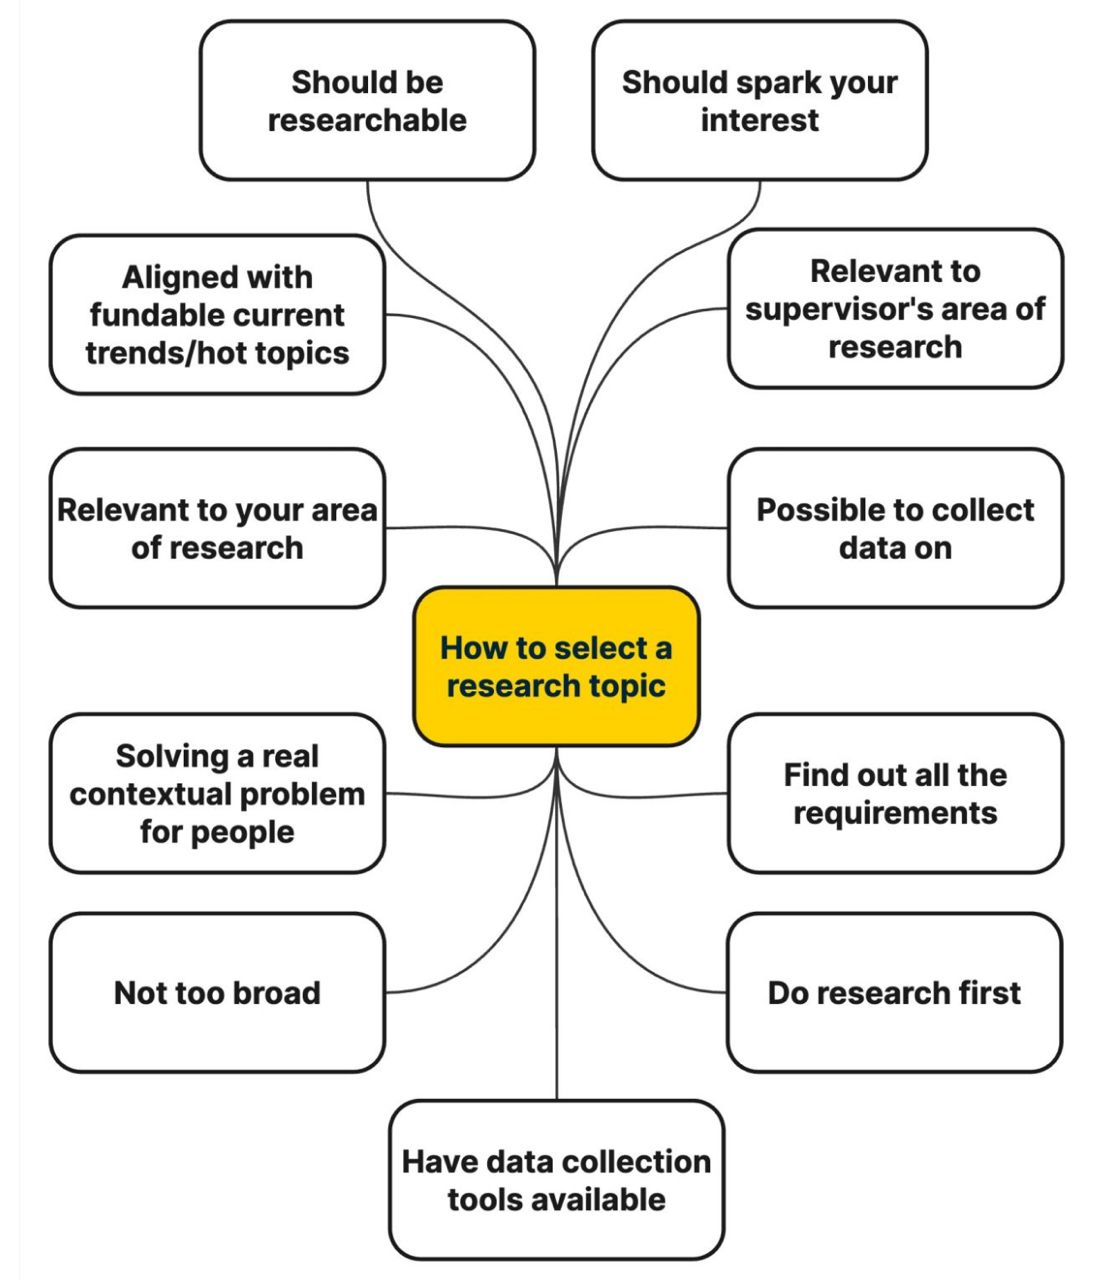 Should be
researchable
Should spark your
interest
Aligned with
fundable current
trends/hot topics
Relevant to
supervisor's area of
research
Relevant to your area
of research
Possible to collect
data on
How to select a
research topic
Solving a real
contextual problem
for people
Find out all the
requirements
Not too broad
Do research first
Have data collection
tools available